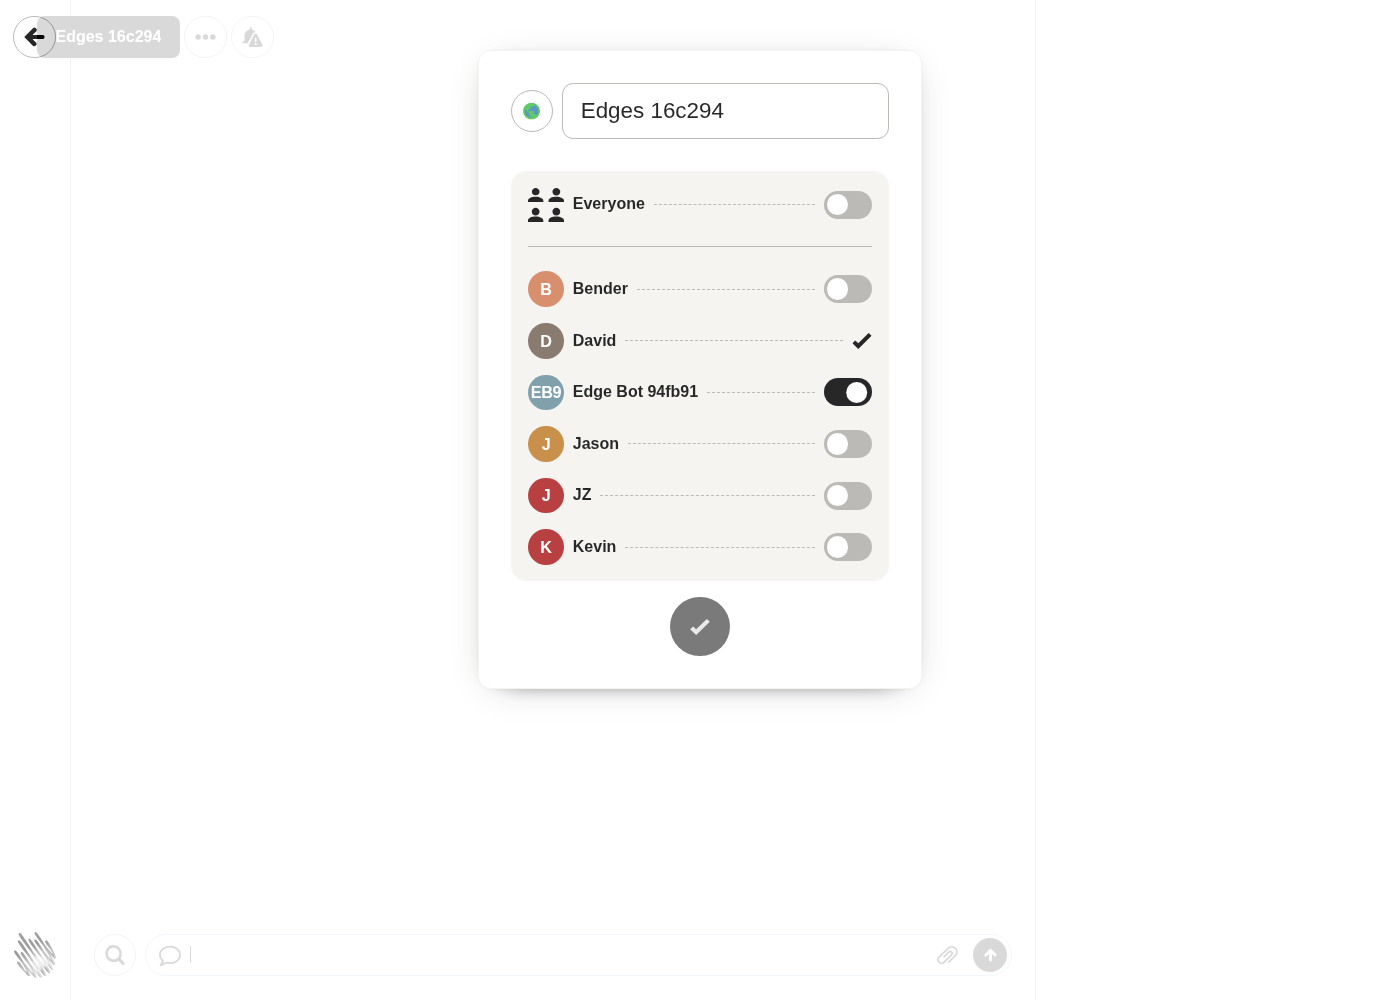 Edges 16c294
Edges 16c294
Everyone
B Bender
D David
EB9 Edge Bot 94fb91
J Jason
J JZ
K Kevin